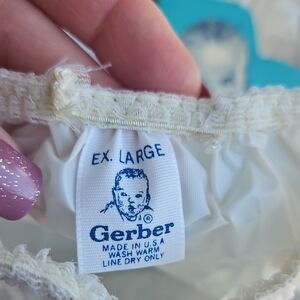 EX. LARGE
Gerber
MADE IN U.S.A
WASH WARM
LINE DRY ONLY